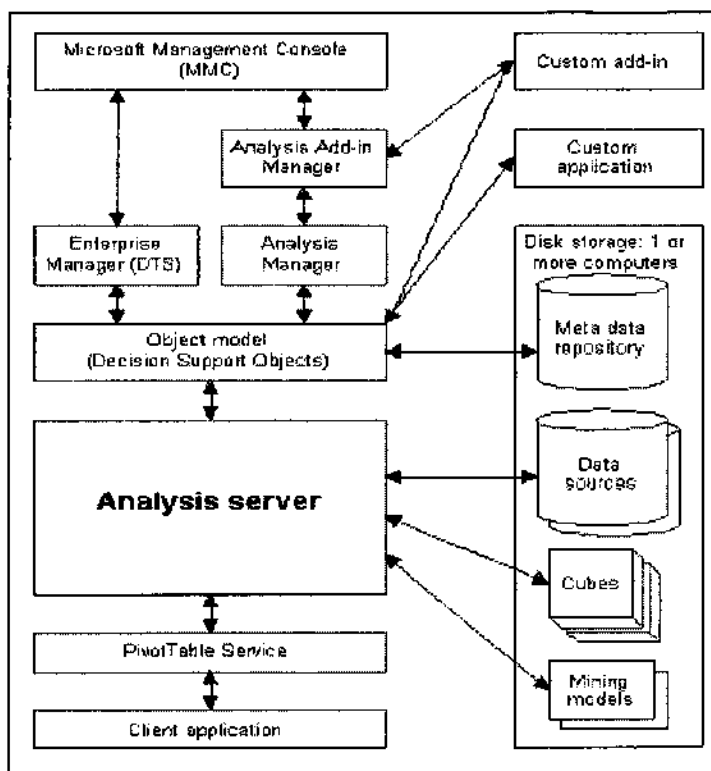 Microsoft Management Console
(MMC)
Custom add-in
Analysis Add-in
Manager
Custom
application
Enterprise
Manager (DTS)
Analysis
Manager
Disk storage: 1 or
more computers
Meta data
repository
Object model
(Decision Support Objects)
Analysis server
Data
sources
Cubes
PivotTable Service
Mining
models
Client application